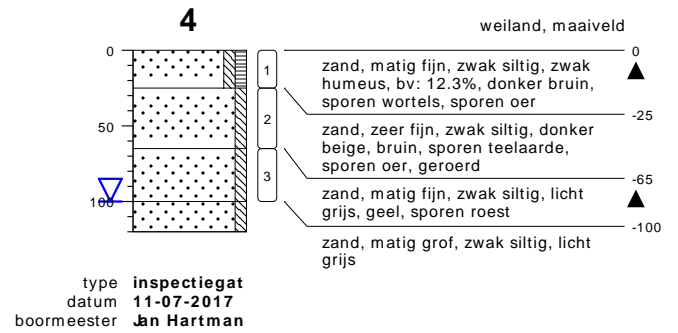 4
weiland, maaiveld
0
50
100
1
2
3
0
zand, matig fijn, zwak siltig, zwak
humeus, bv: 12.3%, donker bruin,
sporen wortels, sporen oer
-25
zand, zeer fijn, zwak siltig, donker
beige, bruin, sporen teelaarde,
sporen oer, geroerd
-65
zand, matig fijn, zwak siltig, licht
grijs, geel, sporen roest
-100
zand, matig grof, zwak siltig, licht
grijs
type inspectiegat
datum 11-07-2017
boormeester Jan Hartman